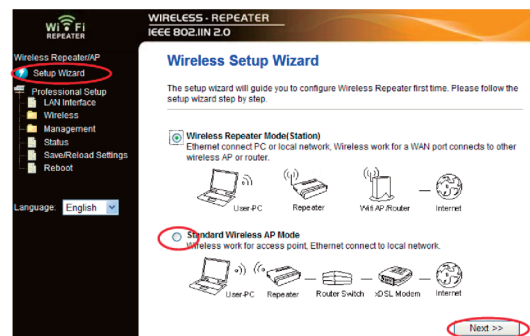 Wi Fi
REPEATER
WIRELESS - REPEATER
IEEE 802.11N 2.0
Wireless Repeater/AP
Setup Wizard
Professional Setup
LAN Interface
Wireless
Management
Status
Save/Reload Settings
Reboot
Language: English
Wireless Setup Wizard
The setup wizard will guide you to configure Wireless Repeater first time. Please follow the
setup wizard step by step.
Wireless Repeater Mode(Station)
Ethernet connect PC or local network, Wireless work for a WAN port connects to other
wireless AP or router.
User-PC Repeater Wifi AP/Router Internet
Standard Wireless AP Mode
Wireless work for access point, Ethernet connect to local network.
User-PC Repeater Router Switch xDSL Modem Internet
Next >>